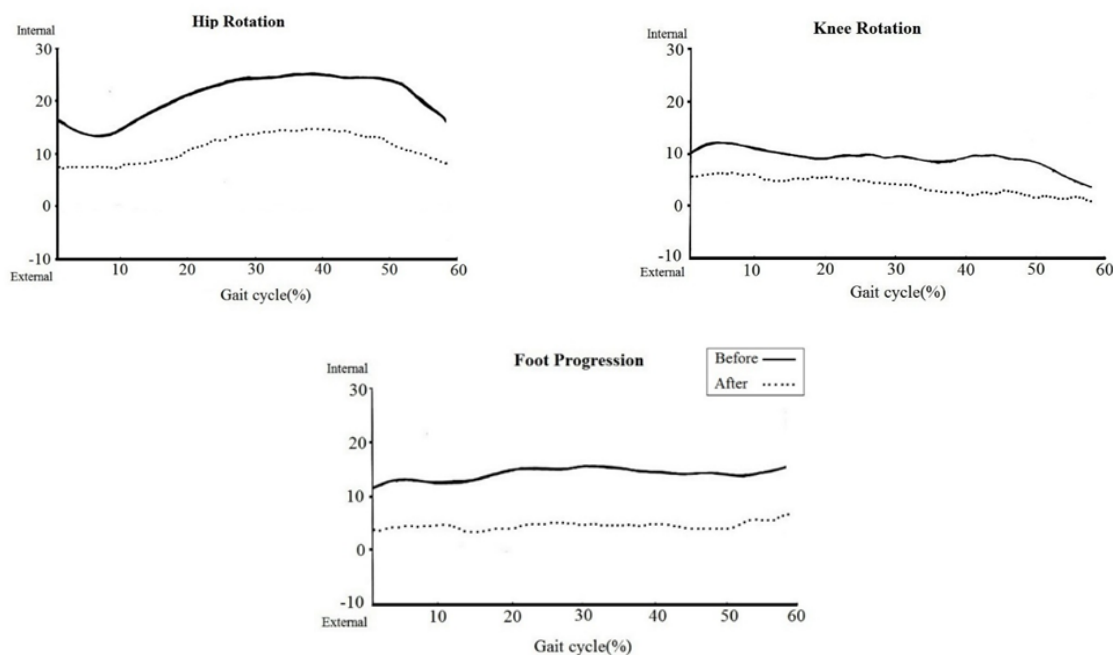 Hip Rotation
Internal
30
20
10
0
-10
External
10 20 30 40 50 60
Gait cycle(%)
Knee Rotation
Internal
30
20
10
0
-10
External
10 20 30 40 50 60
Gait cycle(%)
Foot Progression
Internal
30
20
10
0
-10
External
10 20 30 40 50 60
Gait cycle(%)
Before
After